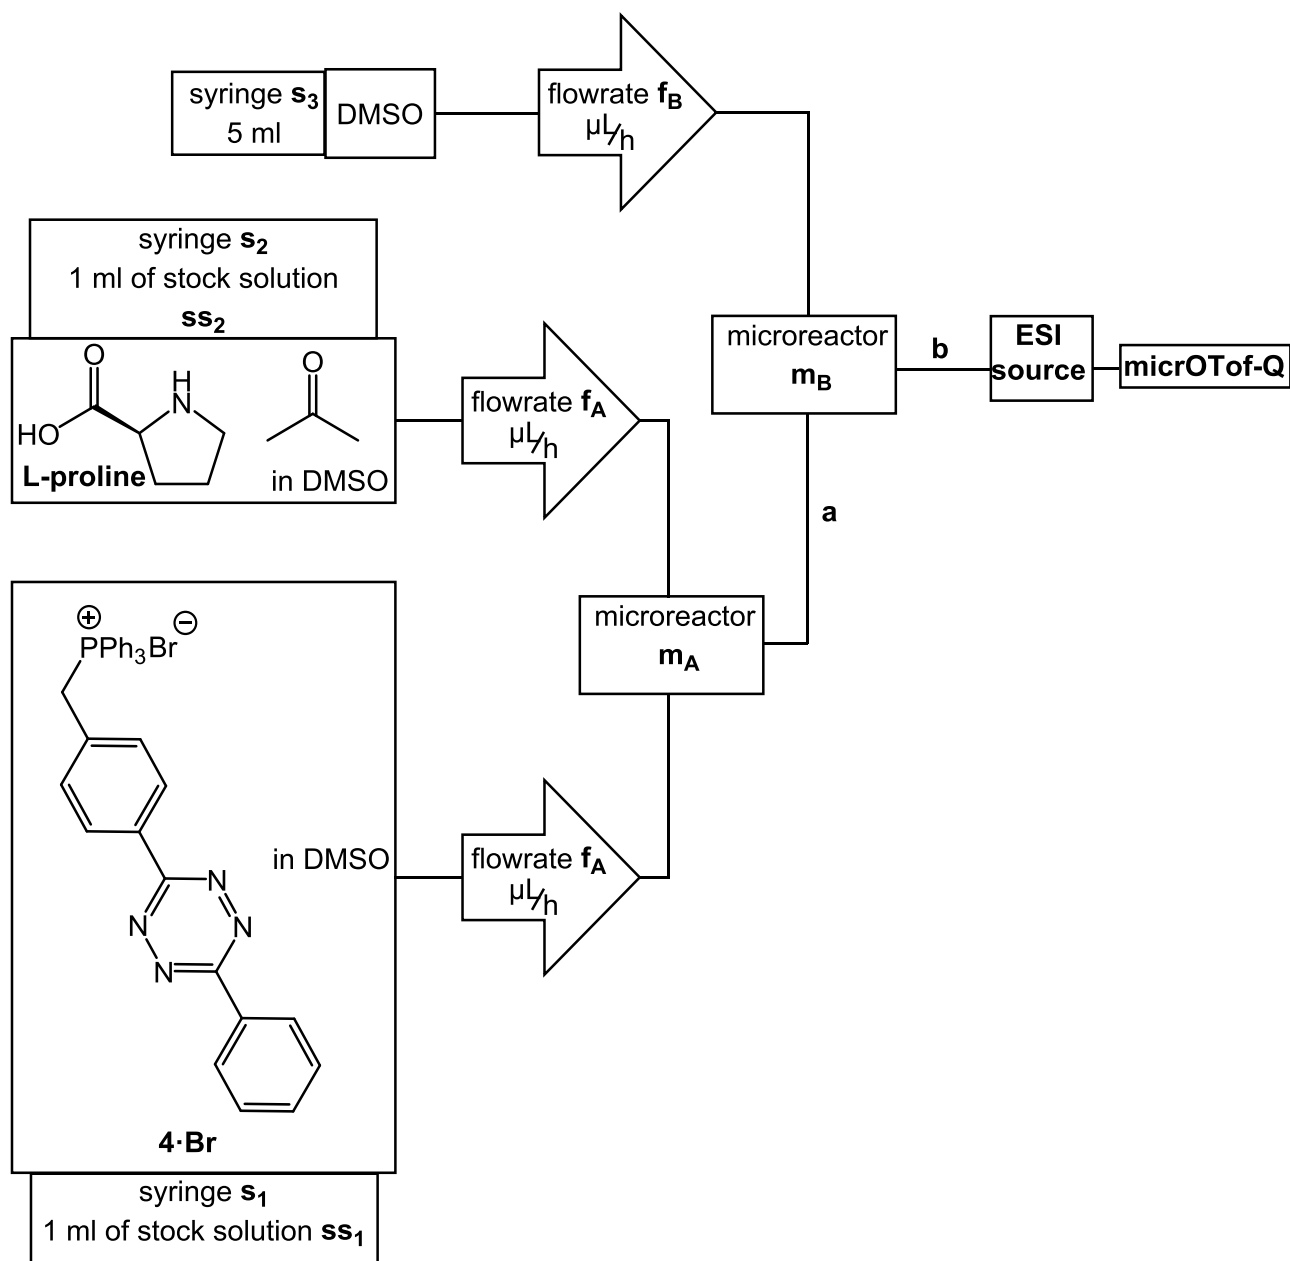 syringe s3
5 ml
DMSO
flowrate fB
µL/h
syringe s2
1 ml of stock solution
ss2
O
HO
H
N
L-proline
O
in DMSO
flowrate fA
µL/h
microreactor
mB
b
ESI
source
micrOTof-Q
a
microreactor
mA
+
PPh3Br
−
N
N
N
N
in DMSO
flowrate fA
µL/h
4·Br
syringe s1
1 ml of stock solution ss1